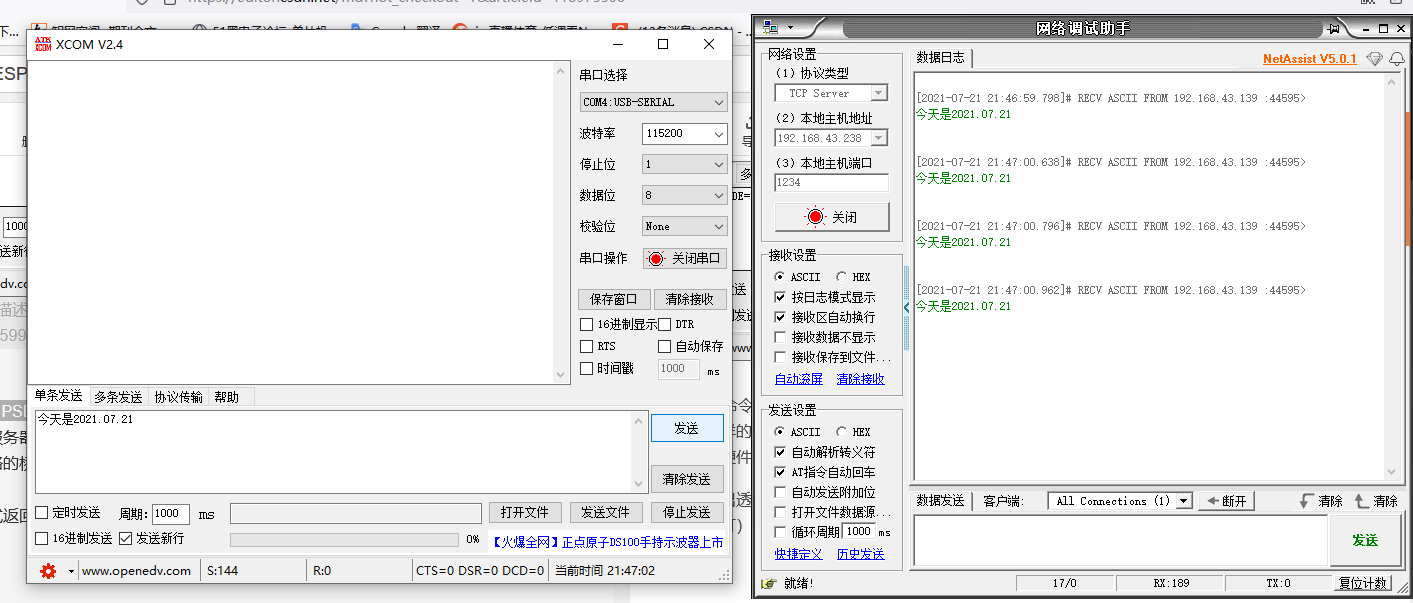 XCOM V2.4
串口选择
COM4:USB-SERIAL
波特率 115200
停止位 1
数据位 8
校验位 None
串口操作 关闭串口
保存窗口 清除接收
16进制显示 DTR
RTS 自动保存
时间戳 1000 ms
单条发送 多条发送 协议传输 帮助
今天是2021.07.21
发送
清除发送
定时发送 周期: 1000 ms 打开文件 发送文件 停止发送
16进制发送 发送新行 0% 【火爆全网】正点原子DS100手持示波器上市
www.openedv.com S:144 R:0 CTS=0 DSR=0 DCD=0 当前时间 21:47:02
网络调试助手
网络设置
(1) 协议类型
TCP Server
(2) 本地主机地址
192.168.43.238
(3) 本地主机端口
1234
关闭
接收设置
ASCII HEX
按日志模式显示
接收区自动换行
接收数据不显示
接收保存到文件...
自动滚屏 清除接收
发送设置
ASCII HEX
自动解析转义符
AT指令自动回车
自动发送附加位
打开文件数据源...
循环周期 1000 ms
快捷定义 历史发送
数据日志 NetAssist V5.0.1
[2021-07-21 21:46:59.798]# RECV ASCII FROM 192.168.43.139 :44595>
今天是2021.07.21
[2021-07-21 21:47:00.638]# RECV ASCII FROM 192.168.43.139 :44595>
今天是2021.07.21
[2021-07-21 21:47:00.796]# RECV ASCII FROM 192.168.43.139 :44595>
今天是2021.07.21
[2021-07-21 21:47:00.962]# RECV ASCII FROM 192.168.43.139 :44595>
今天是2021.07.21
数据发送 客户端: All Connections (1) 断开 清除 清除
发送
就绪! 17/0 RX:189 TX:0 复位计数